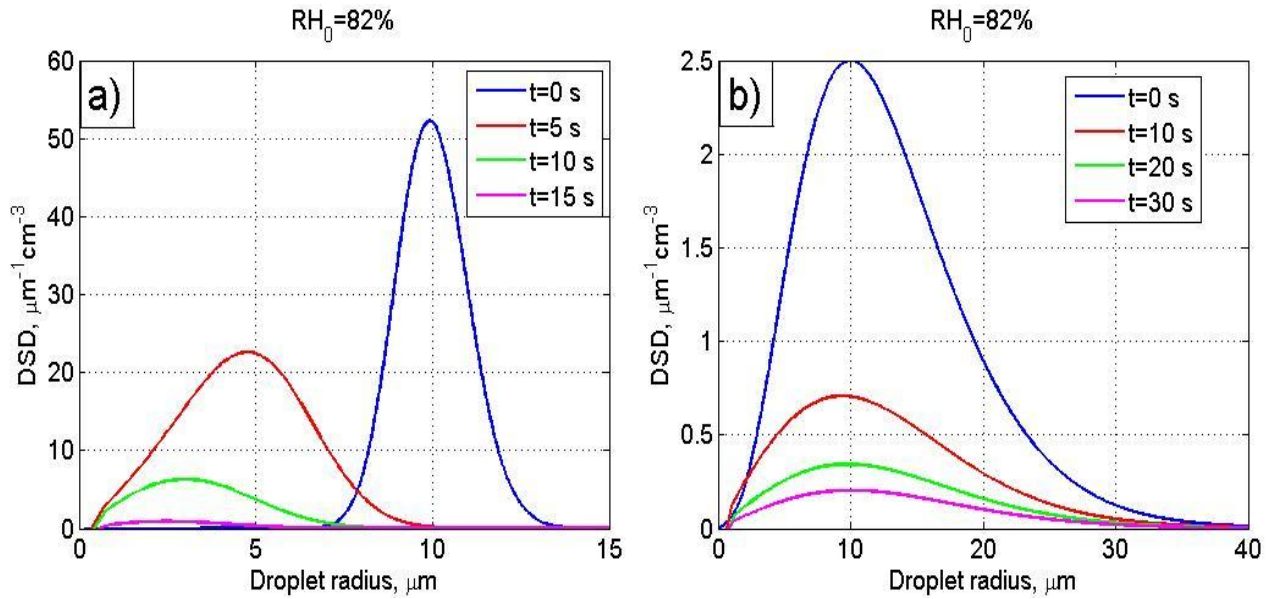 RH₀=82%
a)
t=0 s
t=5 s
t=10 s
t=15 s
60
50
40
30
20
10
0
DSD, μm⁻¹cm⁻³
0 5 10 15
Droplet radius, μm
RH₀=82%
b)
t=0 s
t=10 s
t=20 s
t=30 s
2.5
2
1.5
1
0.5
0
DSD, μm⁻¹cm⁻³
0 10 20 30 40
Droplet radius, μm